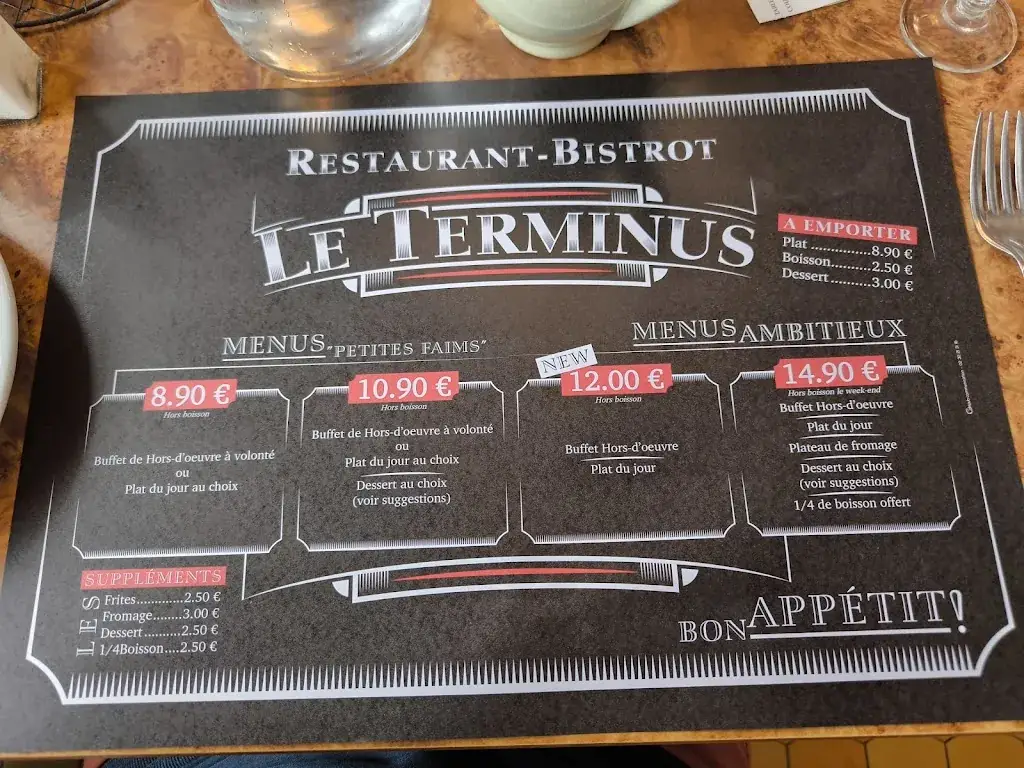 RESTAURANT-BISTROT
LE TERMINUS
A EMPORTER
Plat ..............8.90 €
Boisson..........2.50 €
Dessert ..........3.00 €
MENUS "PETITES FAIMS"
8.90 €
Hors boisson
Buffet de Hors-d'oeuvre à volonté
ou
Plat du jour au choix
10.90 €
Hors boisson
Buffet de Hors-d'oeuvre à volonté
ou
Plat du jour au choix
Dessert au choix
(voir suggestions)
MENUS AMBITIEUX
NEW
12.00 €
Hors boisson
Buffet Hors-d'oeuvre
Plat du jour
14.90 €
Hors boisson le week-end
Buffet Hors-d'oeuvre
Plat du jour
Plateau de fromage
Dessert au choix
(voir suggestions)
1/4 de boisson offert
LES SUPPLÉMENTS
Frites.............2.50 €
Fromage........3.00 €
Dessert..........2.50 €
1/4Boisson....2.50 €
BON APPÉTIT!